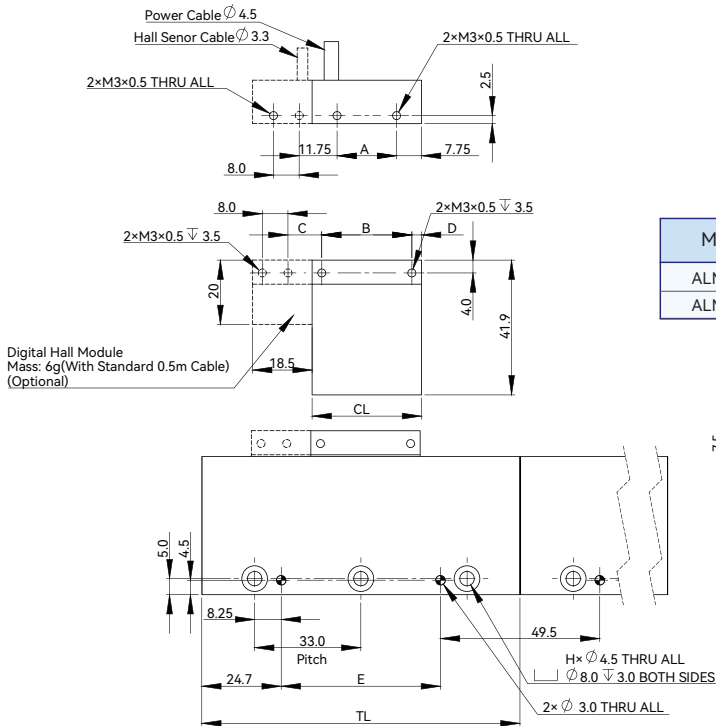 Power Cable ∅ 4.5
Hall Senor Cable ∅ 3.3
2×M3×0.5 THRU ALL
2×M3×0.5 THRU ALL
2.5
11.75
A
7.75
8.0
8.0
C
B
D
2×M3×0.5 ↧ 3.5
2×M3×0.5 ↧ 3.5
20
4.0
41.9
Digital Hall Module
Mass: 6g(With Standard 0.5m Cable)
(Optional)
18.5
CL
M
ALM
ALM
5.0
4.5
8.25
33.0
Pitch
49.5
24.7
E
H× ∅ 4.5 THRU ALL
⌴ ∅ 8.0 ↧ 3.0 BOTH SIDES
2× ∅ 3.0 THRU ALL
TL